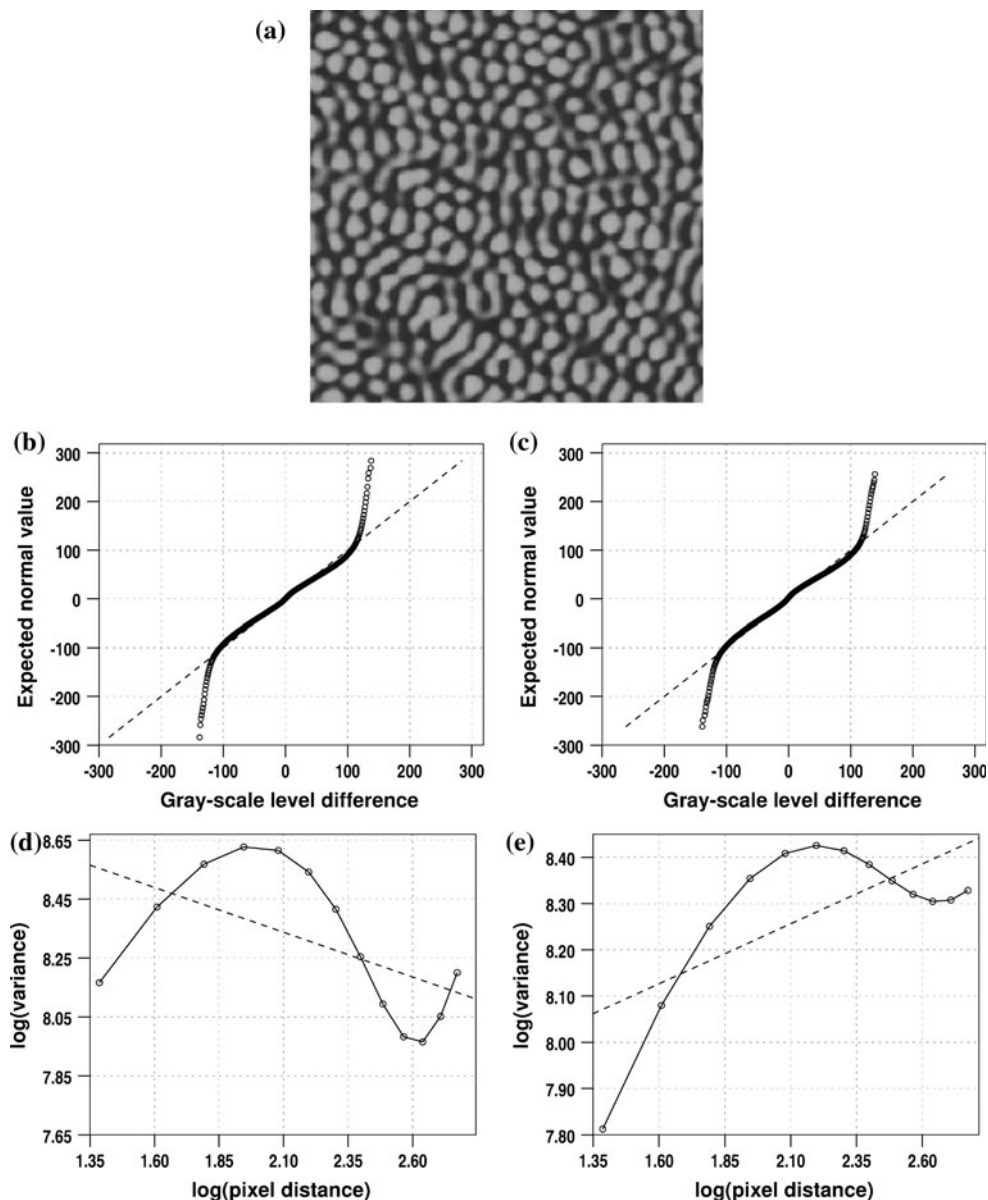 (a)
(b)
300
200
100
0
-100
-200
-300
Expected normal value
-300 -200 -100 0 100 200 300
Gray-scale level difference
(c)
300
200
100
0
-100
-200
-300
Expected normal value
-300 -200 -100 0 100 200 300
Gray-scale level difference
(d)
8.65
8.45
8.25
8.05
7.85
7.65
log(variance)
1.35 1.60 1.85 2.10 2.35 2.60
log(pixel distance)
(e)
8.40
8.30
8.20
8.10
8.00
7.90
7.80
log(variance)
1.35 1.60 1.85 2.10 2.35 2.60
log(pixel distance)